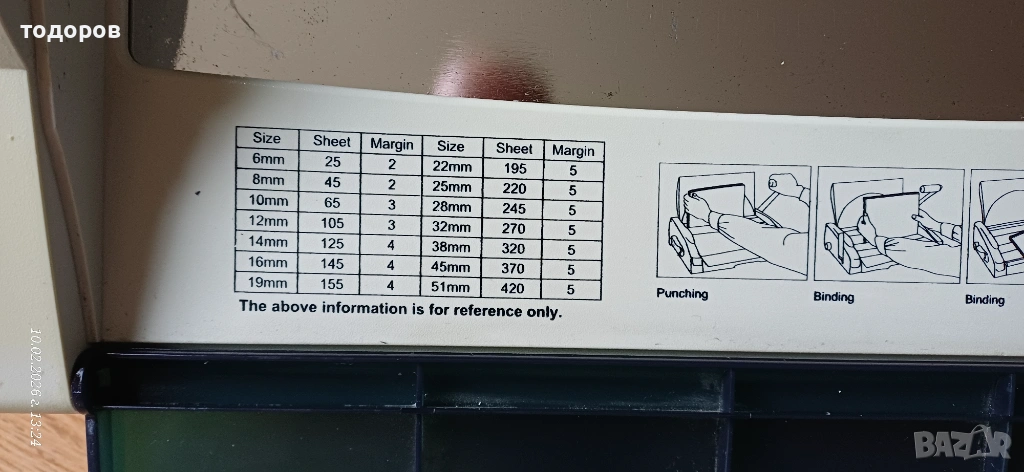 тодоров
Size Sheet Margin Size Sheet Margin
6mm 25 2 22mm 195 5
8mm 45 2 25mm 220 5
10mm 65 3 28mm 245 5
12mm 105 3 32mm 270 5
14mm 125 4 38mm 320 5
16mm 145 4 45mm 370 5
19mm 155 4 51mm 420 5
The above information is for reference only.
Punching
Binding
Binding
10.02.2026 г. 13:24
BAZAR